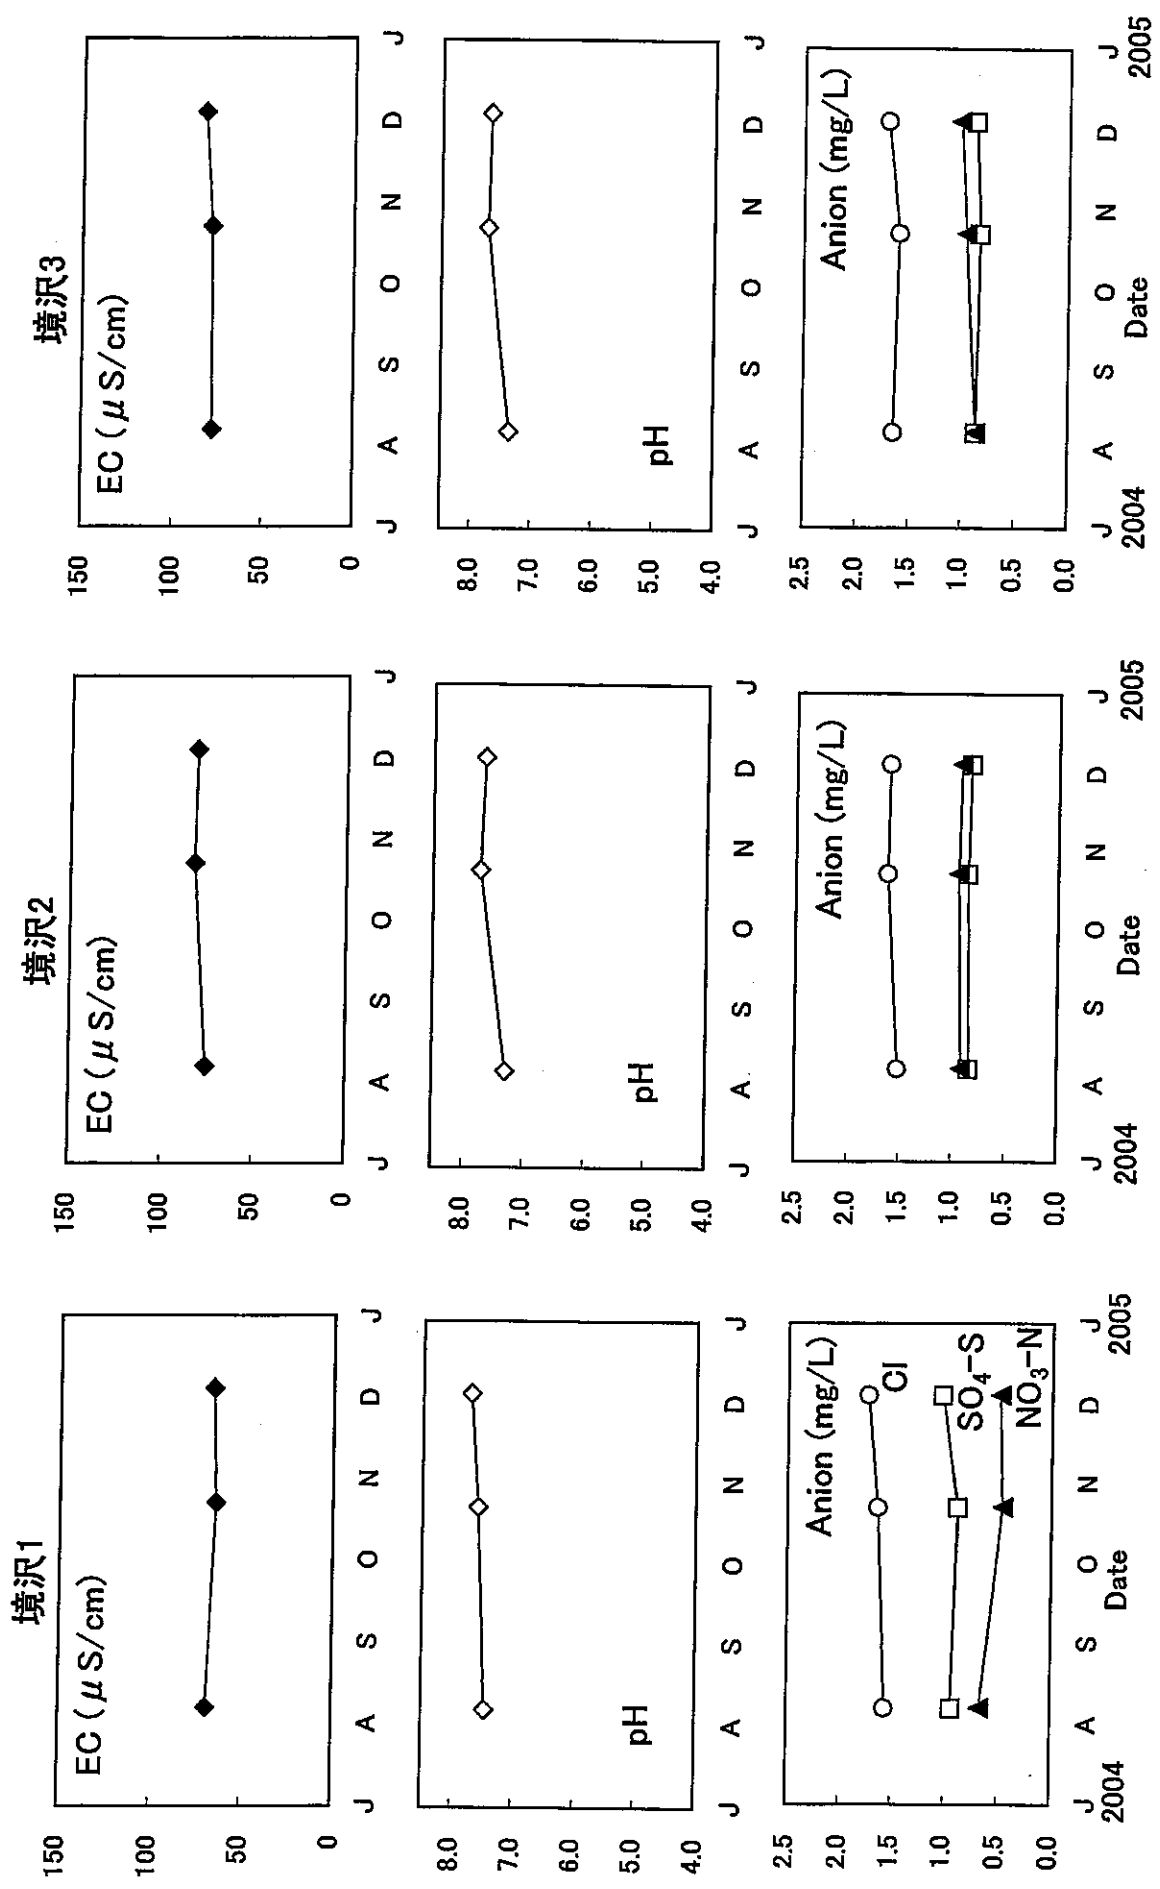 境沢1
EC (μS/cm)
150
100
50
0
J A S O N D J
pH
8.0
7.0
6.0
5.0
4.0
J A S O N D J
Anion (mg/L)
Cl
SO₄-S
NO₃-N
2.5
2.0
1.5
1.0
0.5
0.0
J A S O N D J
2004 Date 2005
境沢2
EC (μS/cm)
150
100
50
0
J A S O N D J
pH
8.0
7.0
6.0
5.0
4.0
J A S O N D J
Anion (mg/L)
2.5
2.0
1.5
1.0
0.5
0.0
J A S O N D J
2004 Date 2005
境沢3
EC (μS/cm)
150
100
50
0
J A S O N D J
pH
8.0
7.0
6.0
5.0
4.0
J A S O N D J
Anion (mg/L)
2.5
2.0
1.5
1.0
0.5
0.0
J A S O N D J
2004 Date 2005